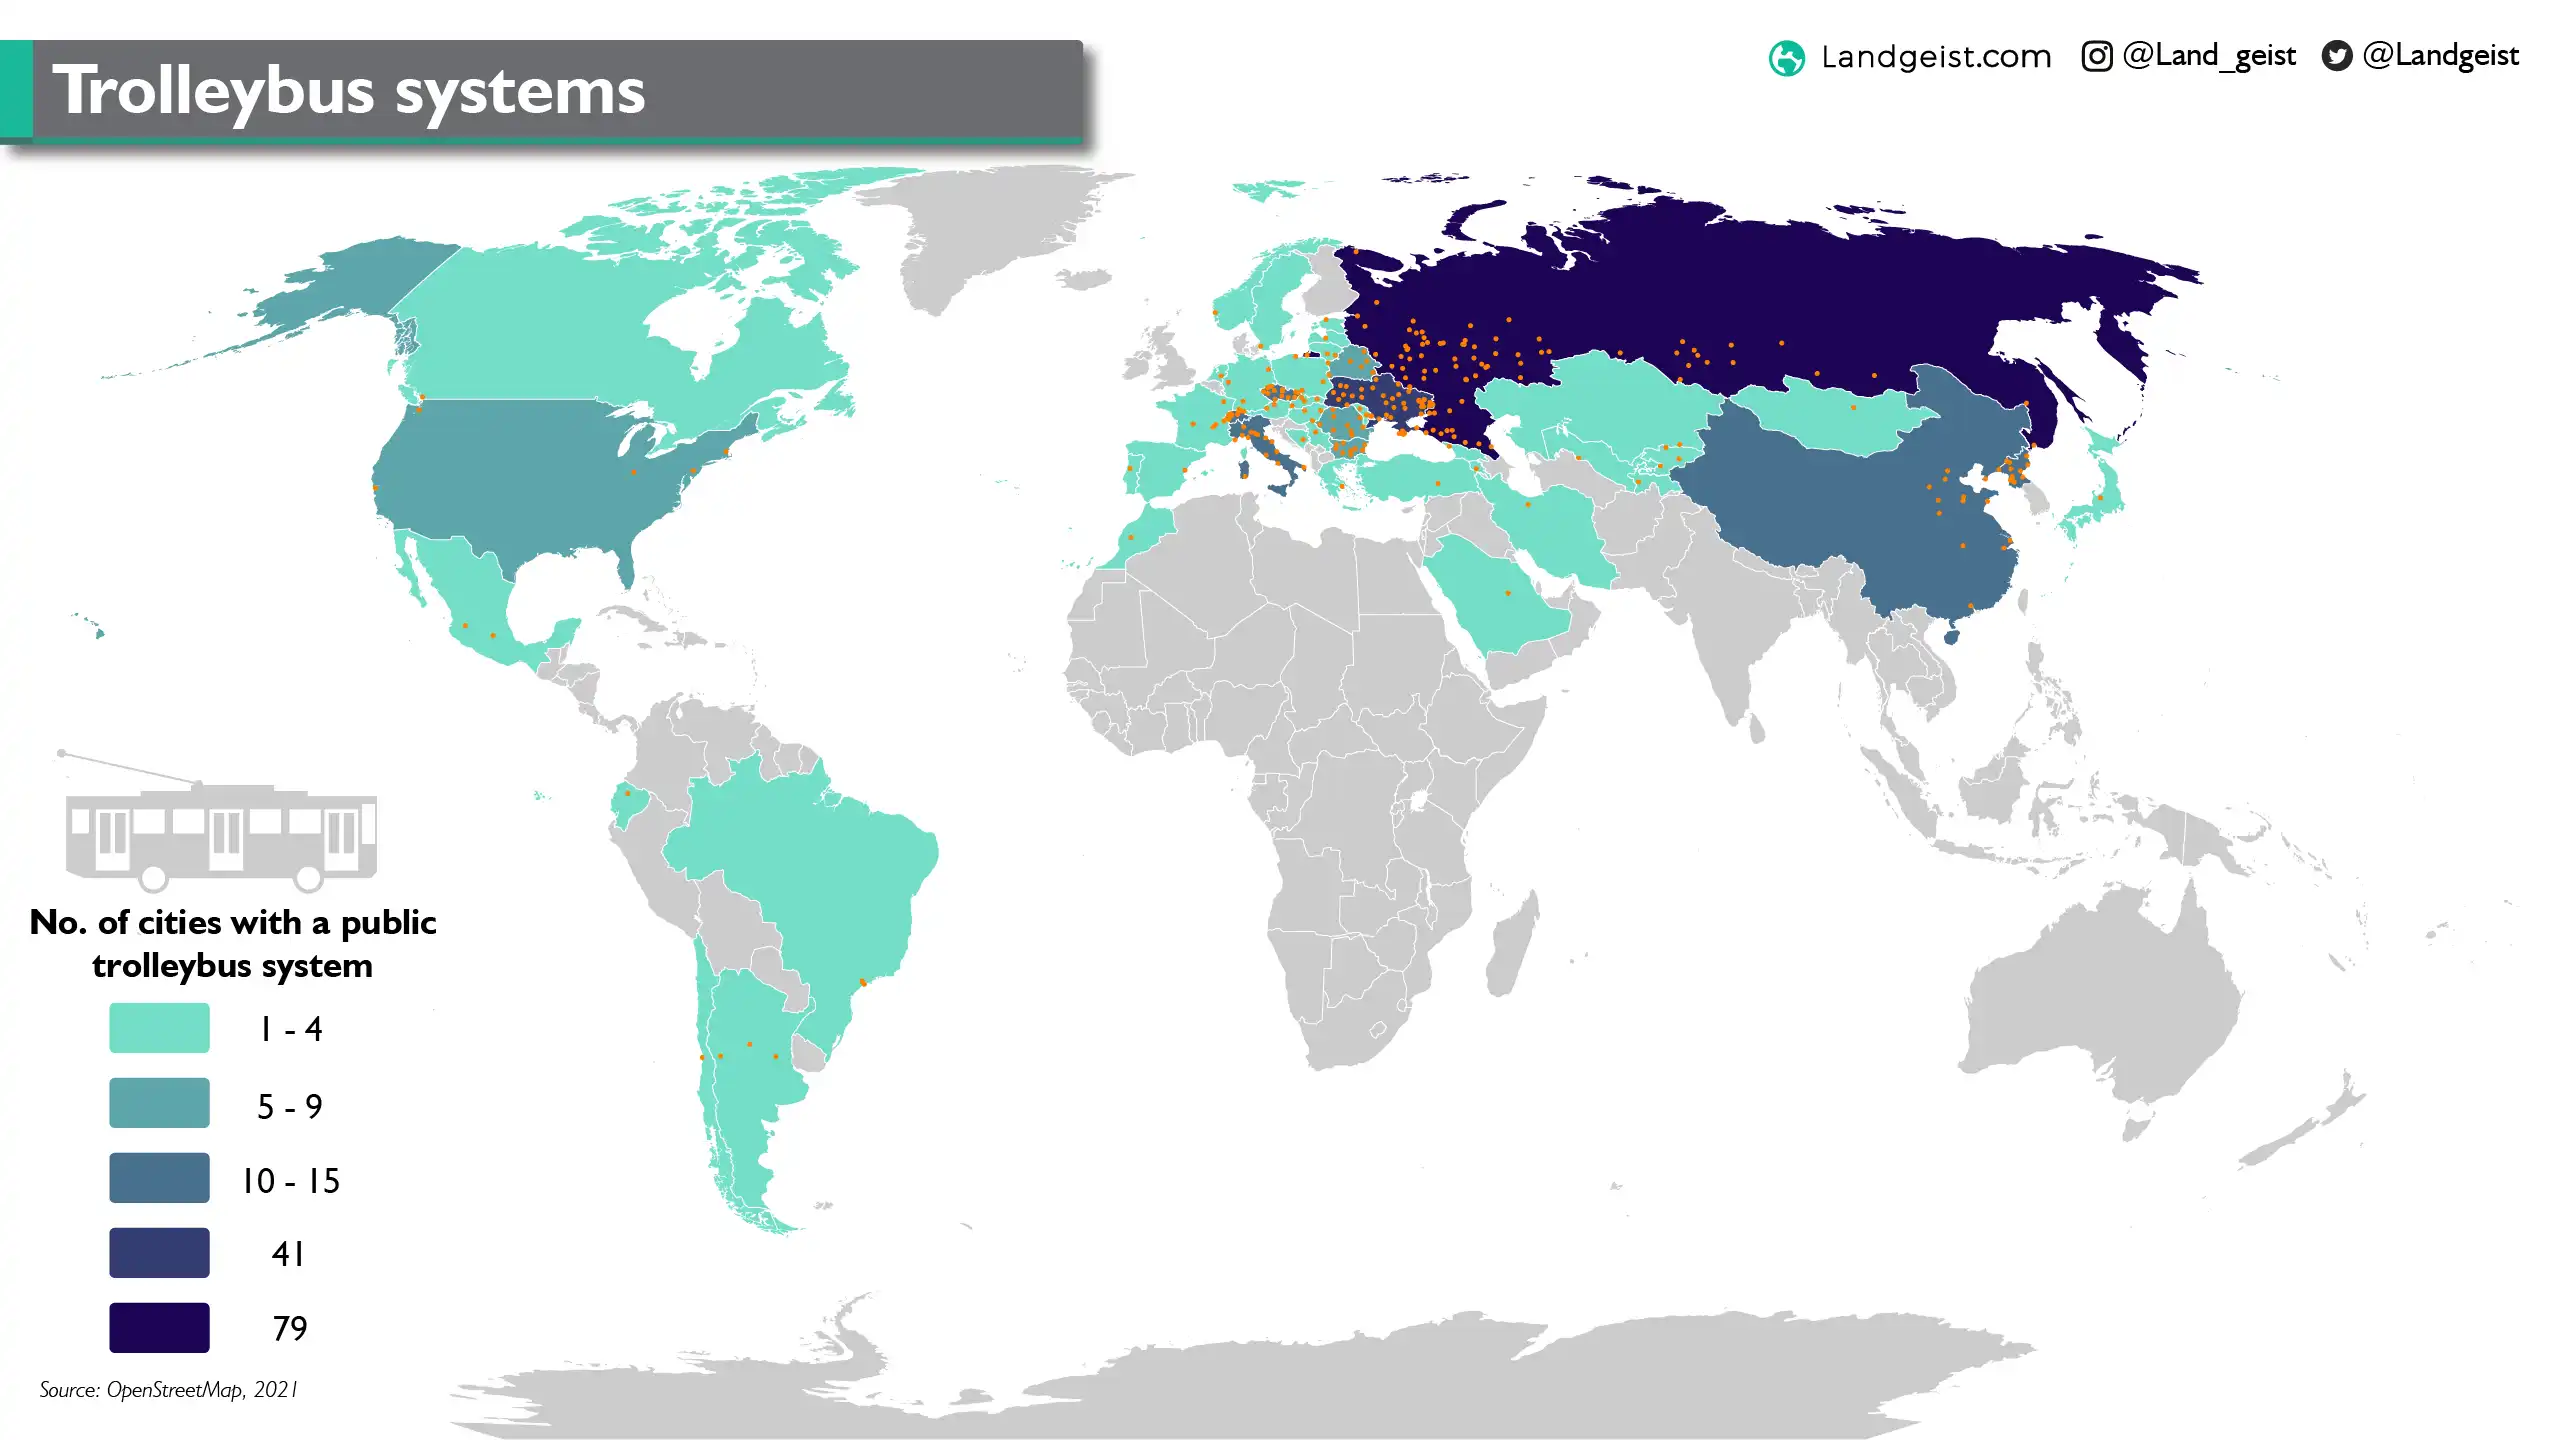 Trolleybus systems
Landgeist.com @Land_geist @Landgeist
No. of cities with a public
trolleybus system
1 - 4
5 - 9
10 - 15
41
79
Source: OpenStreetMap, 2021